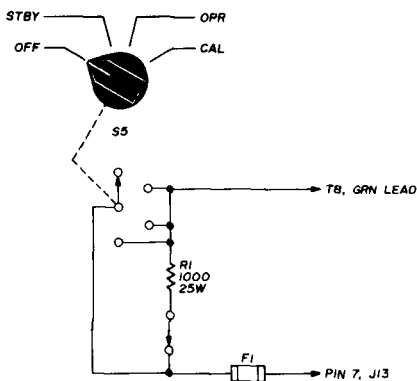 STBY
OPR
OFF
CAL
S5
T8, GRN LEAD
R1
1000
25W
F1
PIN 7, J13